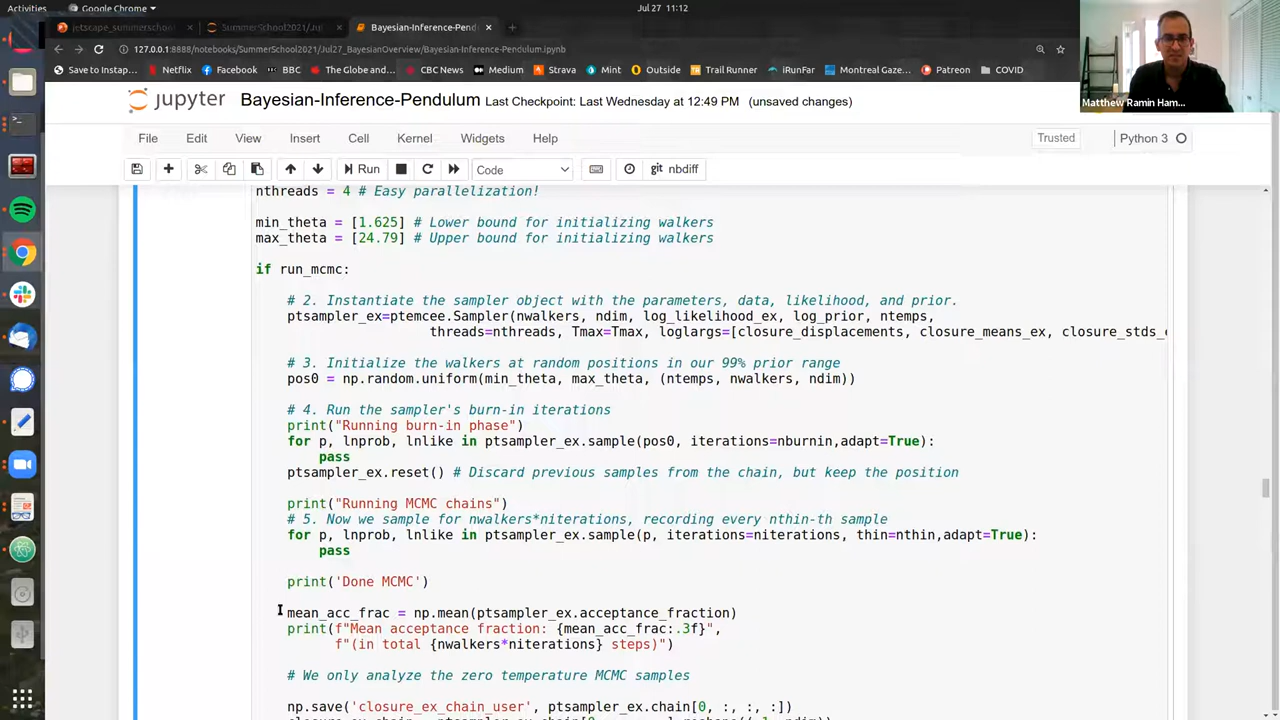 Activities
Google Chrome
Jul 27 11:12
jetscape_summerschoo
SummerSchool2021/Jul
Bayesian-Inference-Pend
127.0.0.1:8888/notebooks/SummerSchool2021/Jul27_BayesianOverview/Bayesian-Inference-Pendulum.ipynb
Save to Instap... Netflix Facebook BBC The Globe and... CBC News Medium Strava Mint Outside Trail Runner iRunFar Montreal Gazet... Patreon COVID
Matthew Ramin Ham...
jupyter Bayesian-Inference-Pendulum Last Checkpoint: Last Wednesday at 12:49 PM (unsaved changes)
File Edit View Insert Cell Kernel Widgets Help Trusted Python 3
Run Code nbdiff
nthreads = 4 # Easy parallelization!
min_theta = [1.625] # Lower bound for initializing walkers
max_theta = [24.79] # Upper bound for initializing walkers
if run_mcmc:
# 2. Instantiate the sampler object with the parameters, data, likelihood, and prior.
ptsampler_ex=ptemcee.Sampler(nwalkers, ndim, log_likelihood_ex, log_prior, ntemps,
threads=nthreads, Tmax=Tmax, loglargs=[closure_displacements, closure_means_ex, closure_stds_e
# 3. Initialize the walkers at random positions in our 99% prior range
pos0 = np.random.uniform(min_theta, max_theta, (ntemps, nwalkers, ndim))
# 4. Run the sampler's burn-in iterations
print("Running burn-in phase")
for p, lnprob, lnlike in ptsampler_ex.sample(pos0, iterations=nburnin,adapt=True):
pass
ptsampler_ex.reset() # Discard previous samples from the chain, but keep the position
print("Running MCMC chains")
# 5. Now we sample for nwalkers*niterations, recording every nthin-th sample
for p, lnprob, lnlike in ptsampler_ex.sample(p, iterations=niterations, thin=nthin,adapt=True):
pass
print('Done MCMC')
mean_acc_frac = np.mean(ptsampler_ex.acceptance_fraction)
print(f"Mean acceptance fraction: {mean_acc_frac:.3f}",
f"(in total {nwalkers*niterations} steps)")
# We only analyze the zero temperature MCMC samples
np.save('closure_ex_chain_user', ptsampler_ex.chain[0, :, :, :])